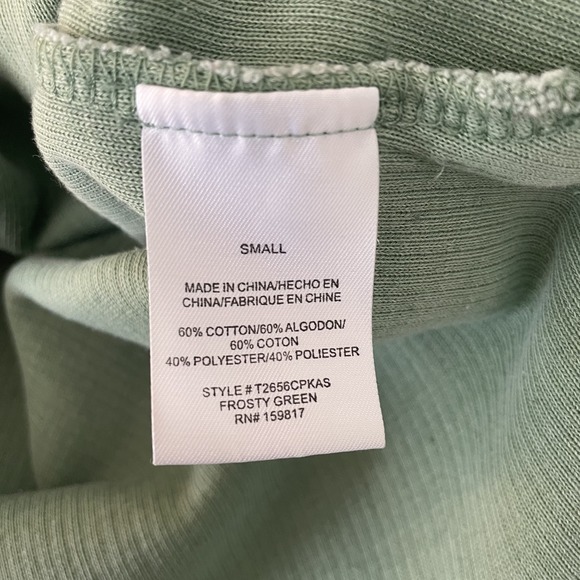 SMALL
MADE IN CHINA/HECHO EN
CHINA/FABRIQUE EN CHINE
60% COTTON/60% ALGODON/
60% COTON
40% POLYESTER/40% POLIESTER
STYLE # T2656CPKAS
FROSTY GREEN
RN# 159817